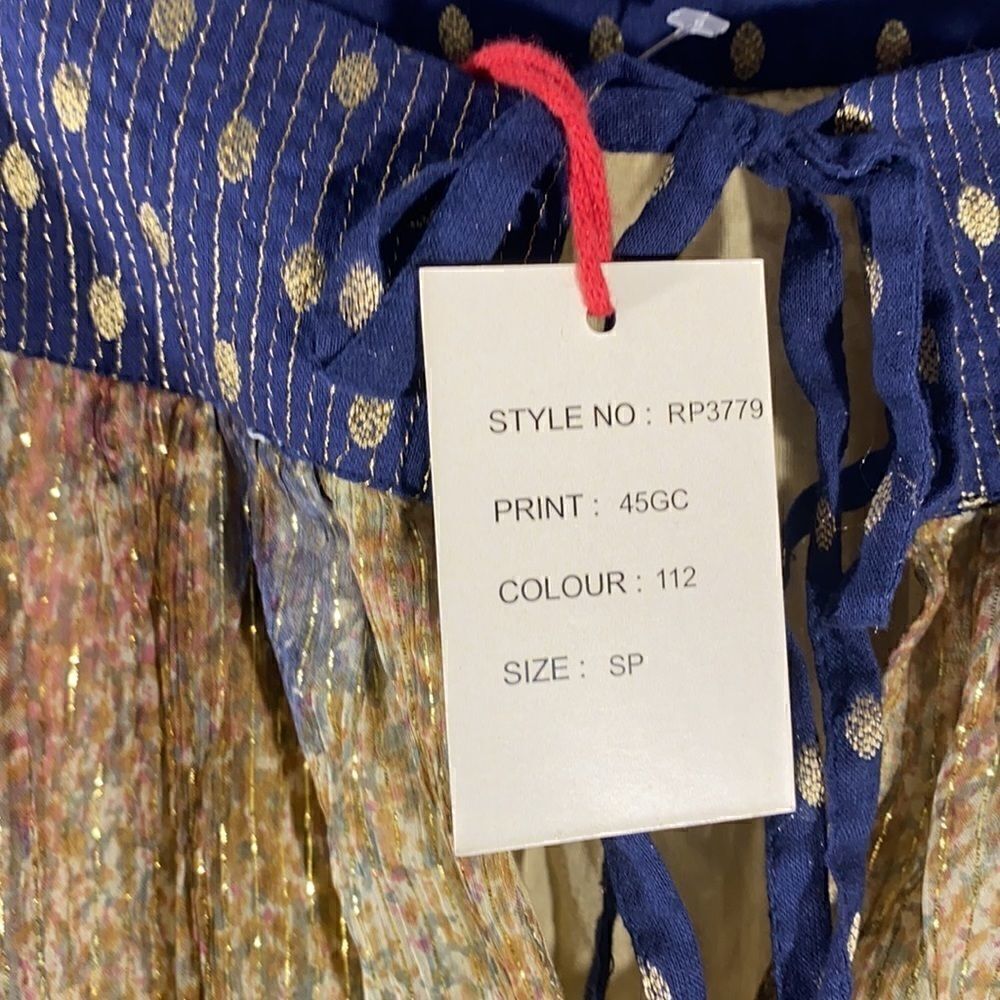 STYLE NO : RP3779
PRINT : 45GC
COLOUR : 112
SIZE : SP